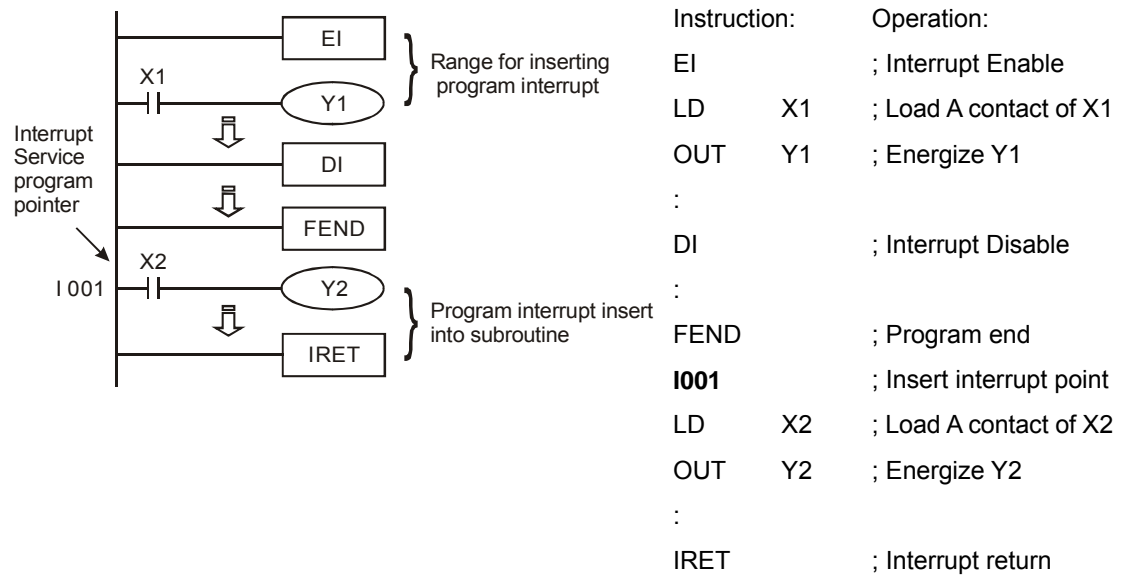 EI
Range for inserting
program interrupt
X1
Y1
Interrupt
Service
program
pointer
DI
FEND
X2
I 001
Y2
Program interrupt insert
into subroutine
IRET
Instruction: Operation:
EI ; Interrupt Enable
LD X1 ; Load A contact of X1
OUT Y1 ; Energize Y1
:
DI ; Interrupt Disable
:
FEND ; Program end
I001 ; Insert interrupt point
LD X2 ; Load A contact of X2
OUT Y2 ; Energize Y2
:
IRET ; Interrupt return